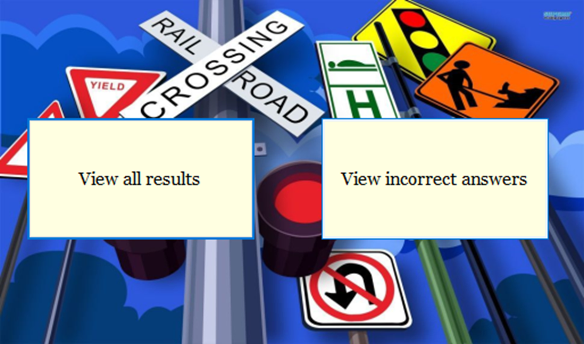 RAIL
CROSSING
ROAD
YIELD
H
View all results
View incorrect answers